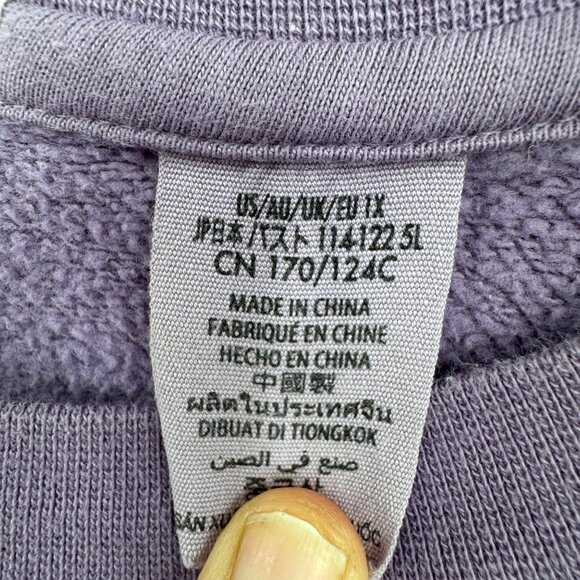 US/AU/UK/EU 1X
JP日本/バスト 114122 5L
CN 170/124C
MADE IN CHINA
FABRIQUÉ EN CHINE
HECHO EN CHINA
中國製
ผลิตในประเทศจีน
DIBUAT DI TIONGKOK
صنع في الصين